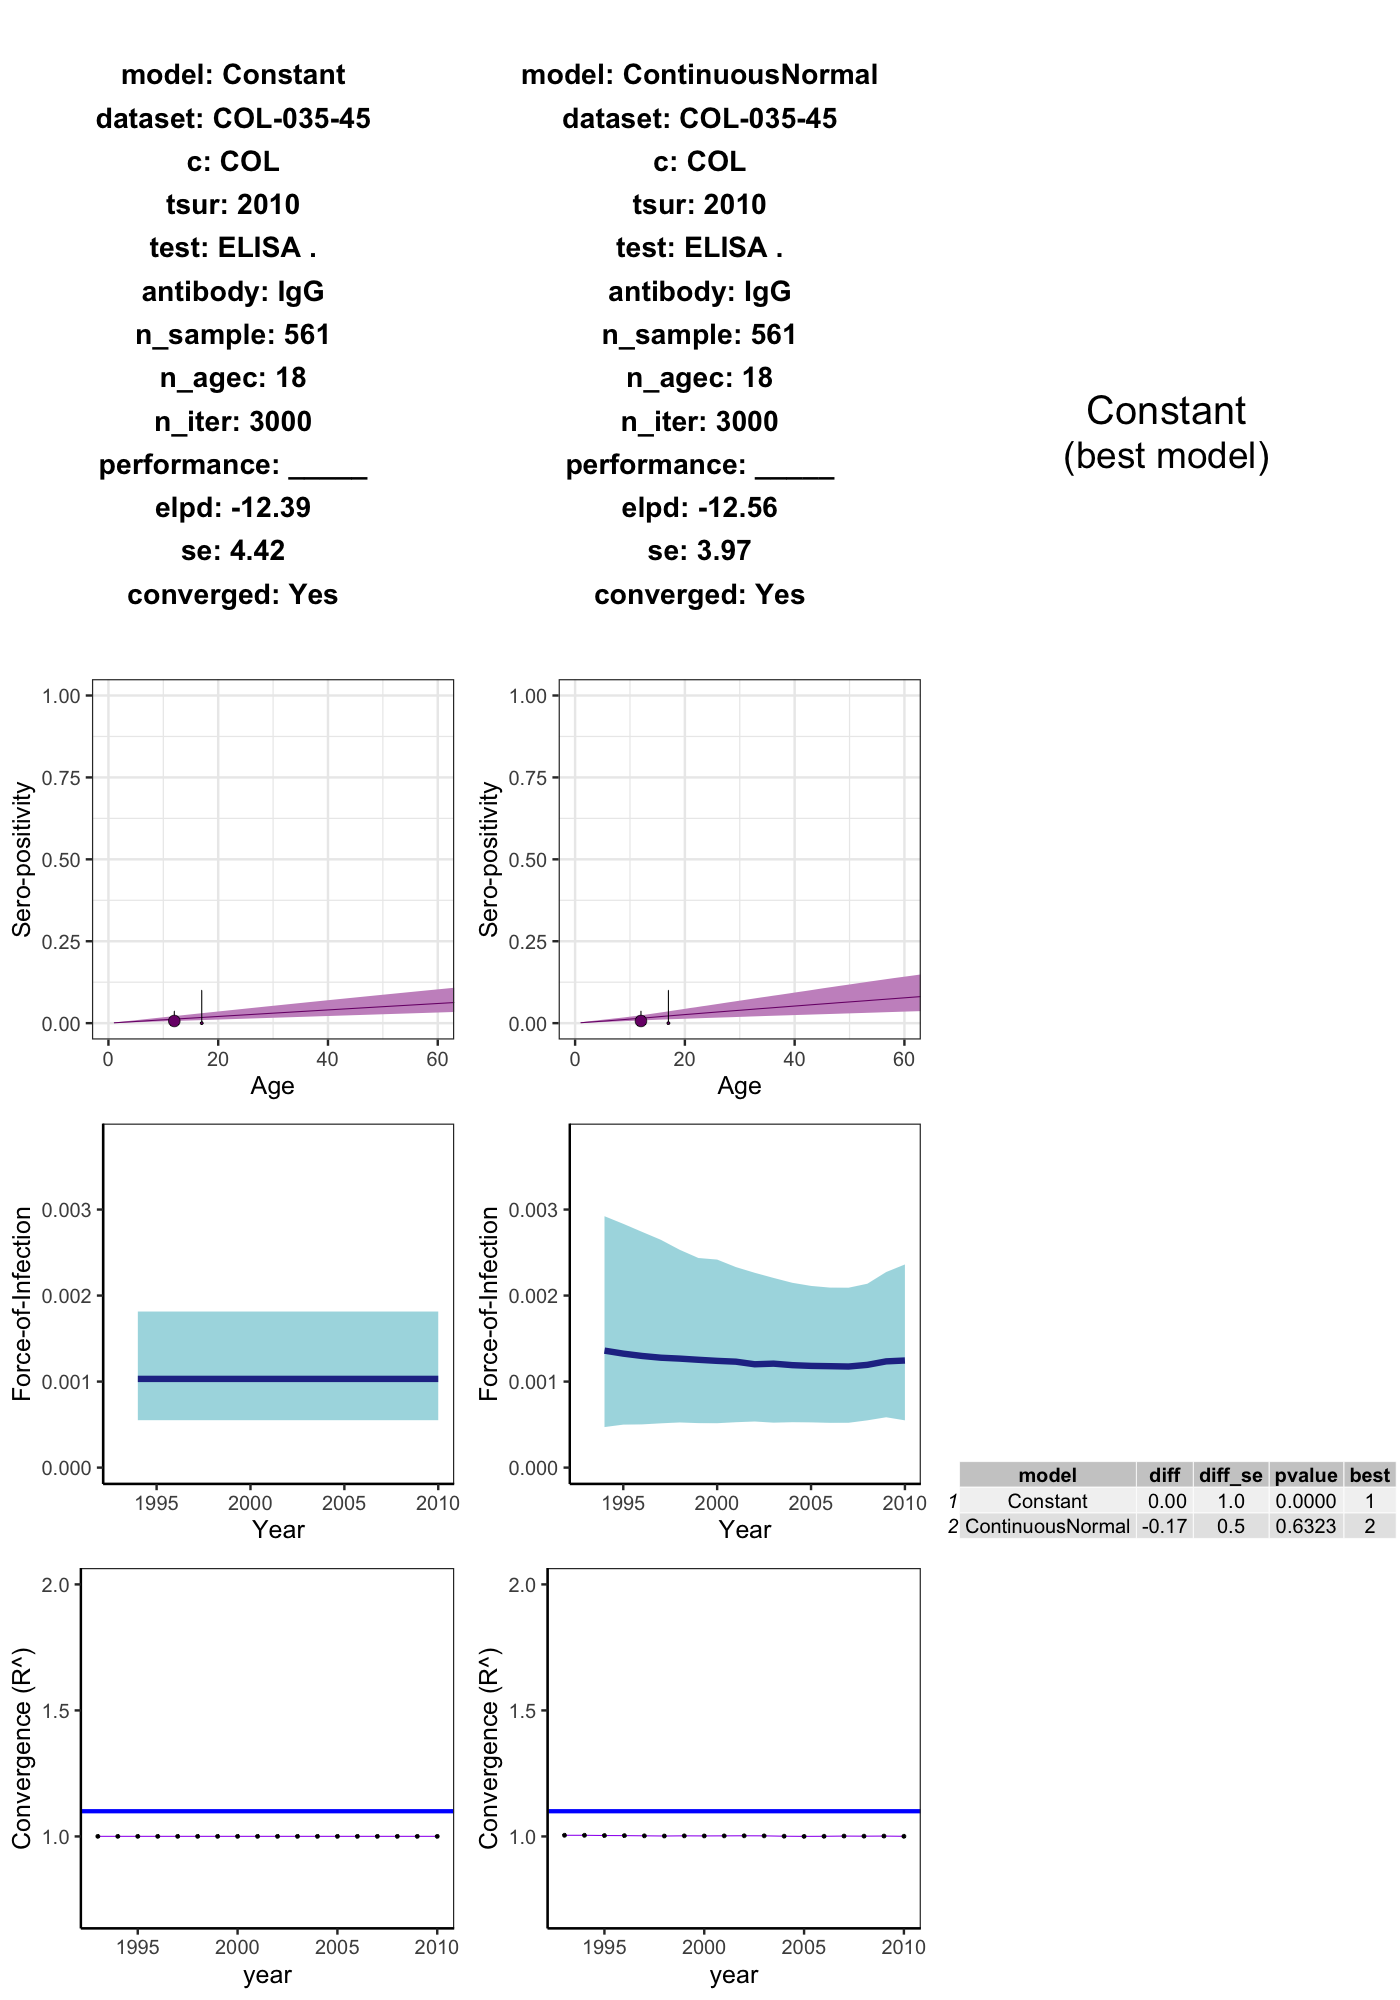 model: Constant
dataset: COL-035-45
c: COL
tsur: 2010
test: ELISA .
antibody: IgG
n_sample: 561
n_agec: 18
n_iter: 3000
performance: _____
elpd: -12.39
se: 4.42
converged: Yes
model: ContinuousNormal
dataset: COL-035-45
c: COL
tsur: 2010
test: ELISA .
antibody: IgG
n_sample: 561
n_agec: 18
n_iter: 3000
performance: _____
elpd: -12.56
se: 3.97
converged: Yes
Constant
(best model)
Sero-positivity
1.00
0.75
0.50
0.25
0.00
0 20 40 60
Age
Sero-positivity
1.00
0.75
0.50
0.25
0.00
0 20 40 60
Age
Force-of-Infection
0.003
0.002
0.001
0.000
1995 2000 2005 2010
Year
Force-of-Infection
0.003
0.002
0.001
0.000
1995 2000 2005 2010
Year
model diff diff_se pvalue best
1 Constant 0.00 1.0 0.0000 1
2 ContinuousNormal -0.17 0.5 0.6323 2
Convergence (R^)
2.0
1.5
1.0
1995 2000 2005 2010
year
Convergence (R^)
2.0
1.5
1.0
1995 2000 2005 2010
year